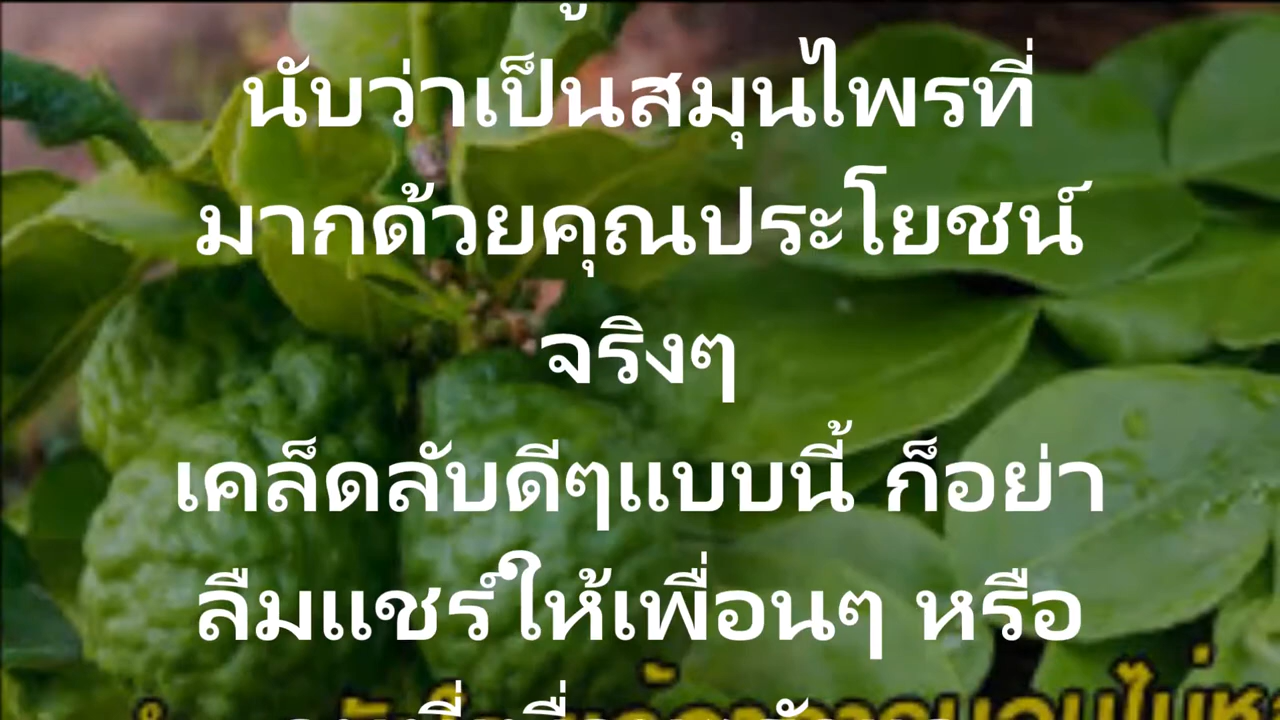 นับว่าเป็นสมุนไพรที่
มากด้วยคุณประโยชน์
จริงๆ
เคล็ดลับดีๆแบบนี้ ก็อย่า
ลืมแชร์ให้เพื่อนๆ หรือ